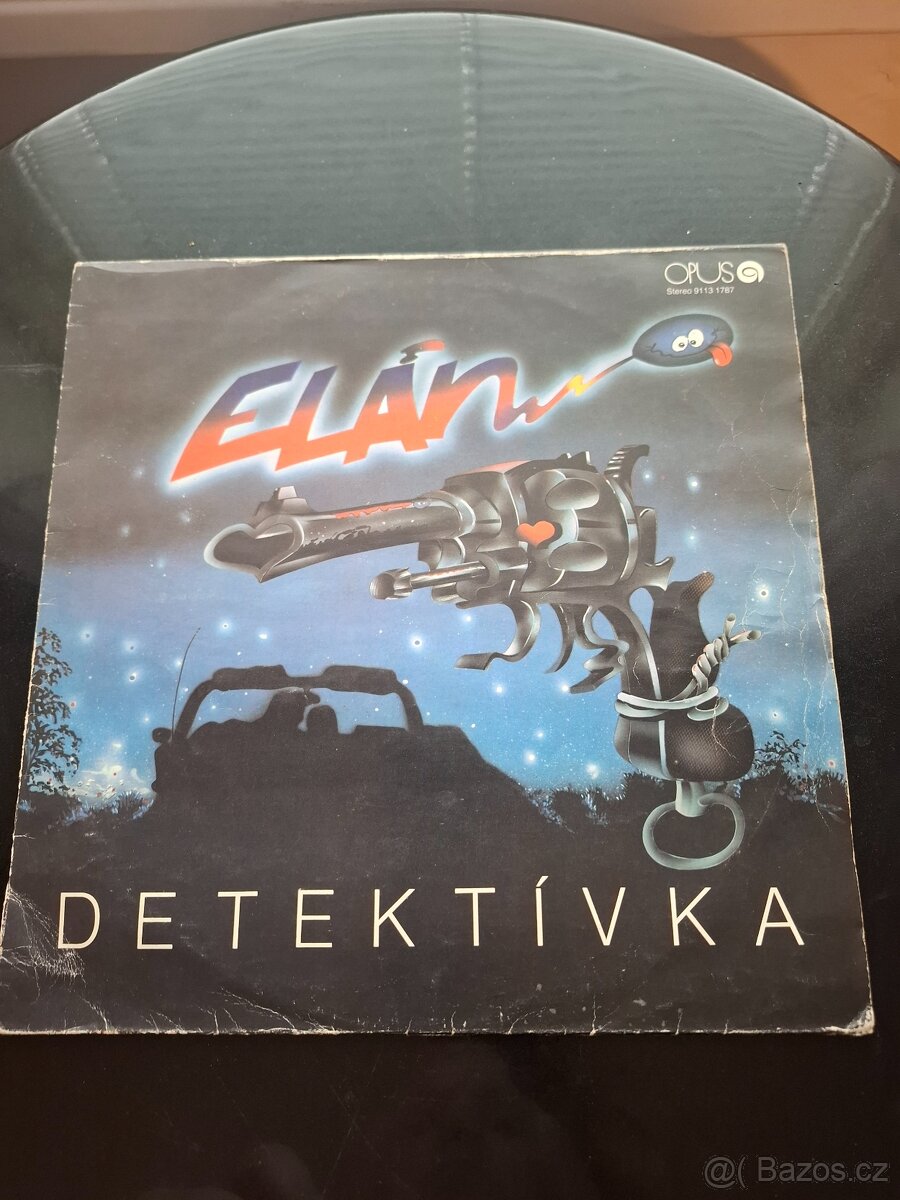 OPUS
Stereo 9113 1787
ELÁN
DETEKTÍVKA
@( Bazos.cz